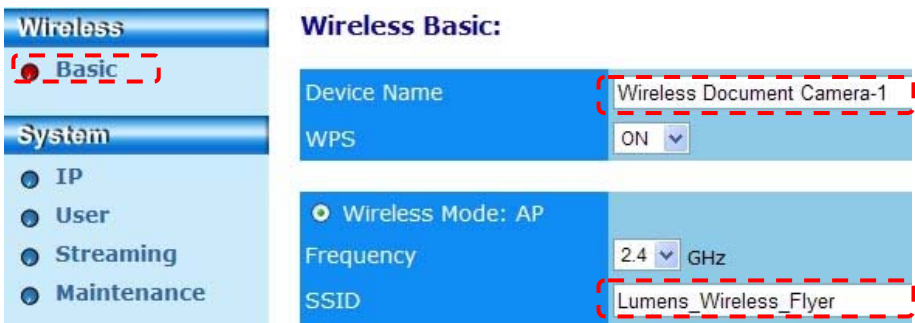 Wireless
Basic
System
IP
User
Streaming
Maintenance
Wireless Basic:
Device Name Wireless Document Camera-1
WPS ON
Wireless Mode: AP
Frequency 2.4 GHz
SSID Lumens_Wireless_Flyer